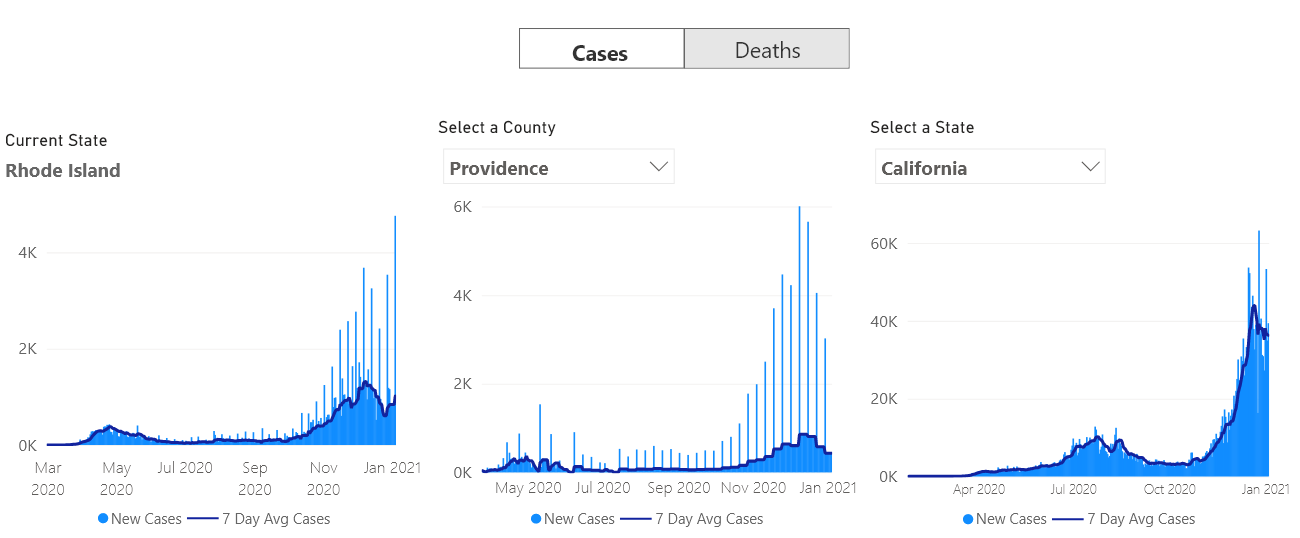 Cases
Deaths
Current State
Rhode Island
4K
2K
0K
Mar 2020
May 2020
Jul 2020
Sep 2020
Nov 2020
Jan 2021
New Cases
7 Day Avg Cases
Select a County
Providence
6K
4K
2K
0K
May 2020
Jul 2020
Sep 2020
Nov 2020
Jan 2021
New Cases
7 Day Avg Cases
Select a State
California
60K
40K
20K
0K
Apr 2020
Jul 2020
Oct 2020
Jan 2021
New Cases
7 Day Avg Cases